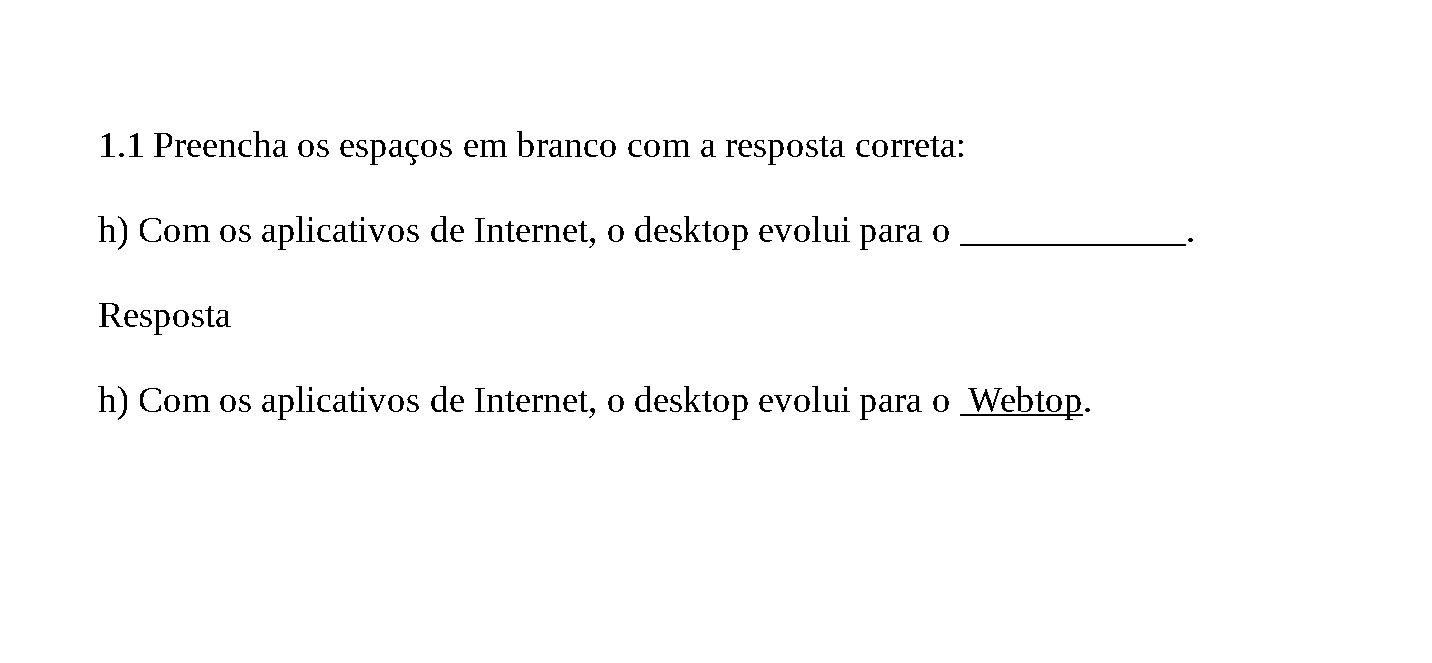 1.1 Preencha os espaços em branco com a resposta correta:
h) Com os aplicativos de Internet, o desktop evolui para o ____________.
Resposta
h) Com os aplicativos de Internet, o desktop evolui para o Webtop.